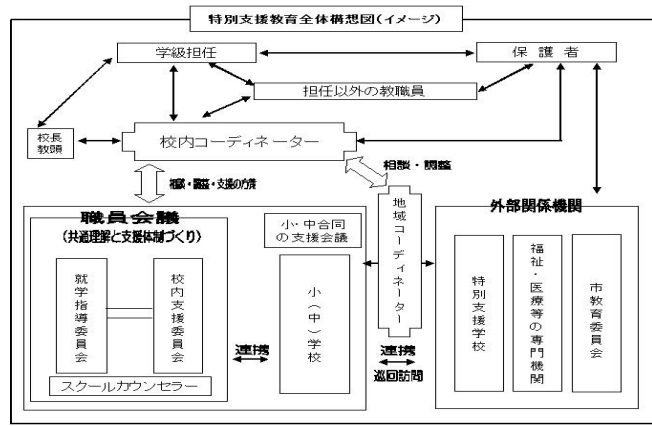 特別支援教育全体構想図(イメージ)
学級担任
保護者
担任以外の教職員
校長
教頭
校内コーディネーター
相談・調整
・支援の方策
職員会議
(共通理解と支援体制づくり)
就学指導委員会
校内支援委員会
スクールカウンセラー
連携
小・中合同
の支援会議
小(中)学校
地域コーディネーター
連携
巡回訪問
外部関係機関
特別支援学校
福祉・医療等の専門機関
市教育委員会